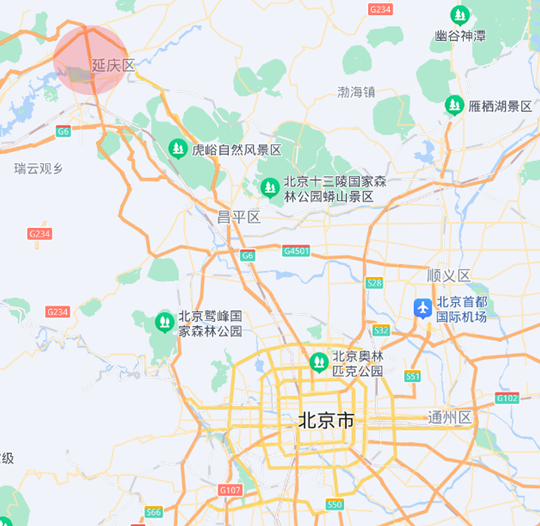 G234
幽谷神潭
延庆区
渤海镇
雁栖湖景区
G6
虎峪自然风景区
瑞云观乡
北京十三陵国家森
林公园蟒山景区
昌平区
G234
G6
G4501
顺义区
S28
北京首都
国际机场
G234
北京鹫峰国
家森林公园
S32
北京奥林
匹克公园
S51
G102
北京市
通州区
级
G107
S66
S50